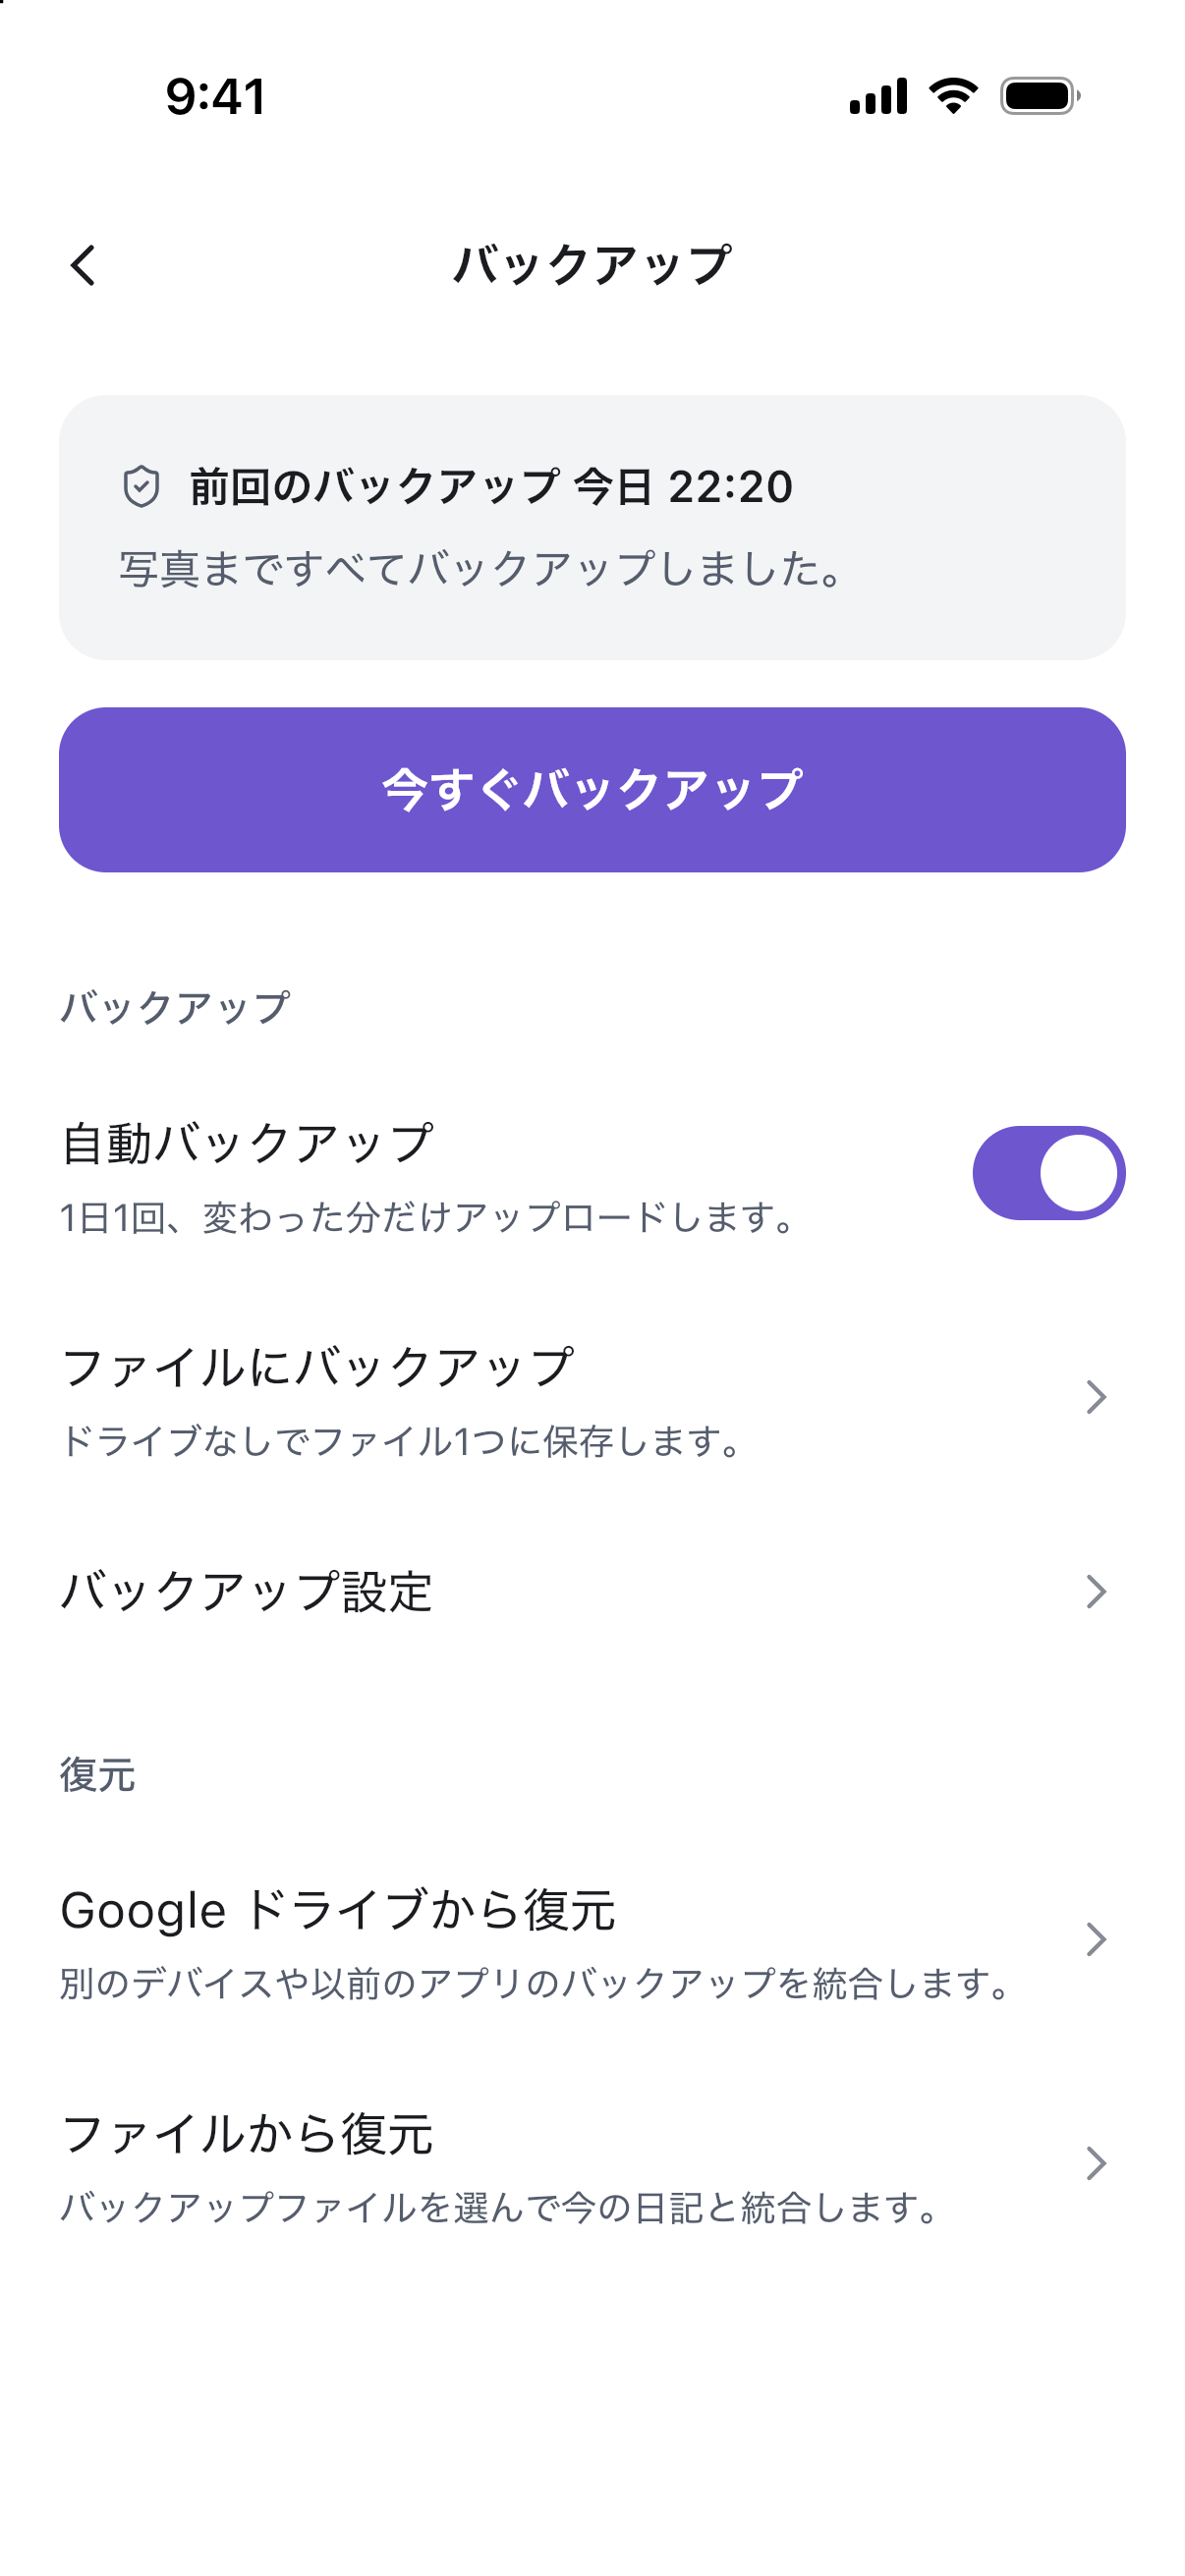 9:41
バックアップ
前回のバックアップ 今日 22:20
写真まですべてバックアップしました。
今すぐバックアップ
バックアップ
自動バックアップ
1日1回、変わった分だけアップロードします。
ファイルにバックアップ
ドライブなしでファイル1つに保存します。
バックアップ設定
復元
Google ドライブから復元
別のデバイスや以前のアプリのバックアップを統合します。
ファイルから復元
バックアップファイルを選んで今の日記と統合します。